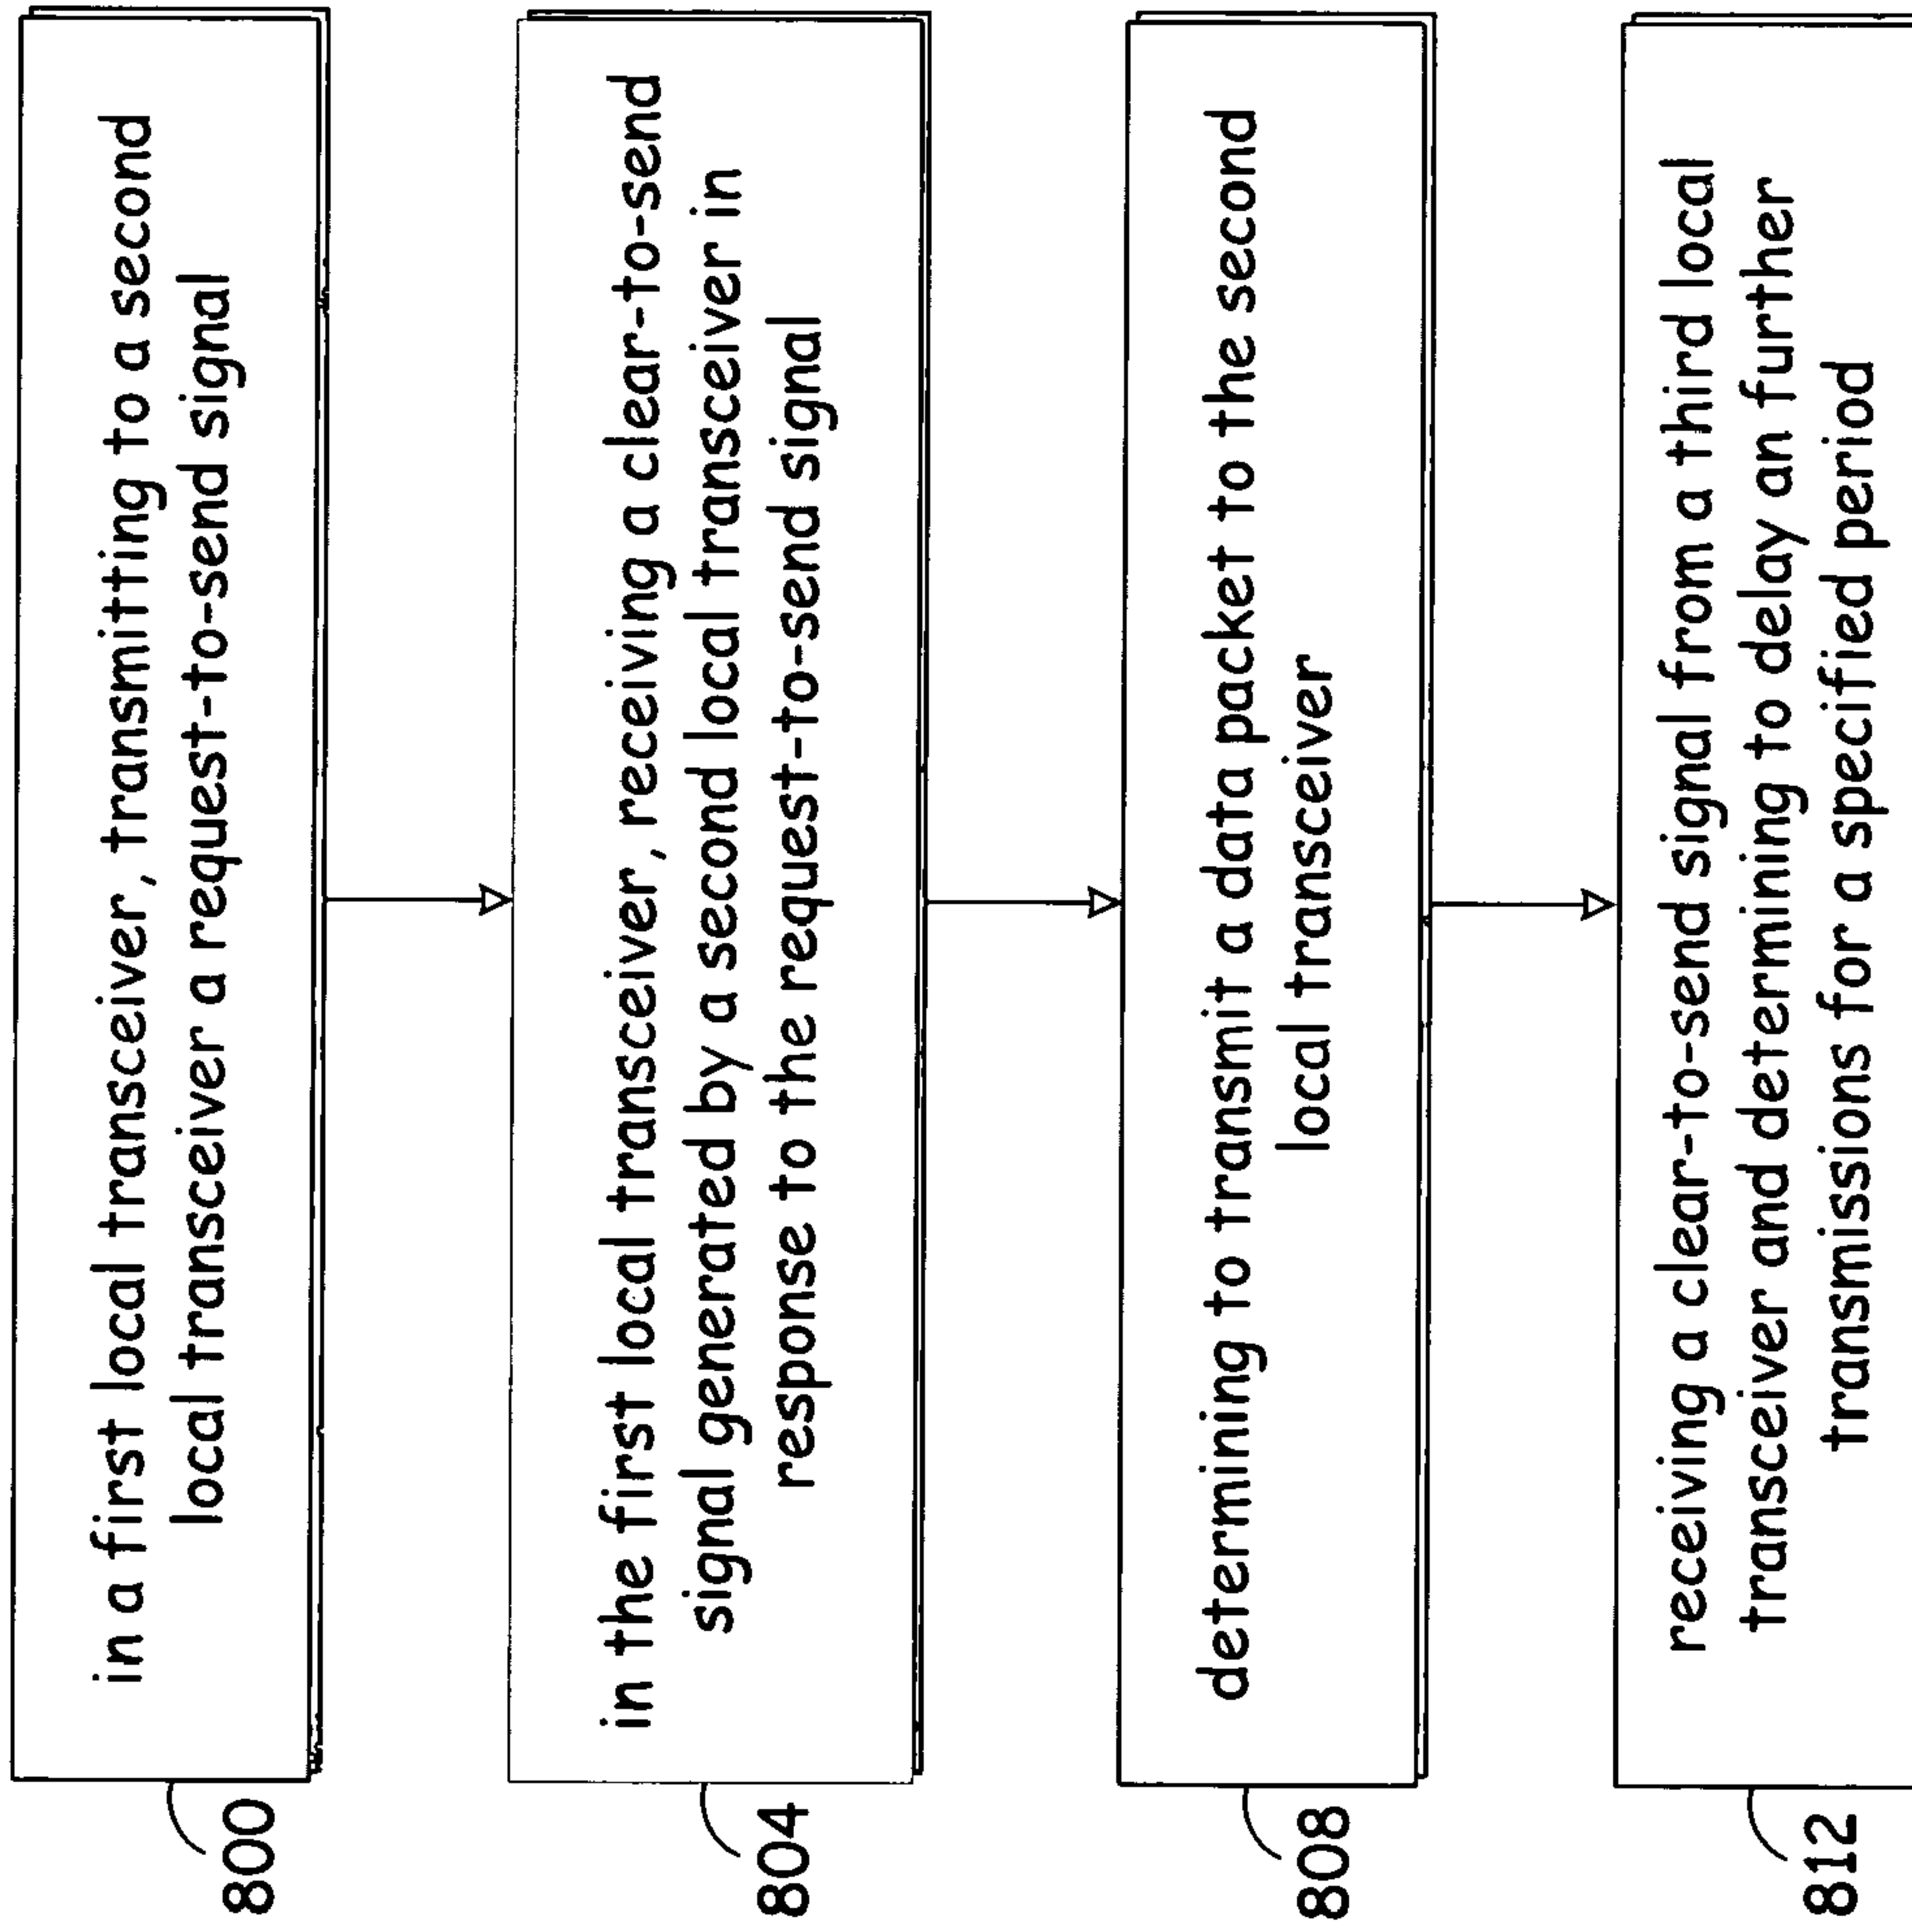 in a first local transceiver, transmitting to a second
local transceiver a request-to-send signal
800
in the first local transceiver, receiving a clear-to-send
signal generated by a second local transceiver in
response to the request-to-send signal
804
determining to transmit a data packet to the second
local transceiver
808
receiving a clear-to-send signal from a third local
transceiver and determining to delay an further
transmissions for a specified period
812